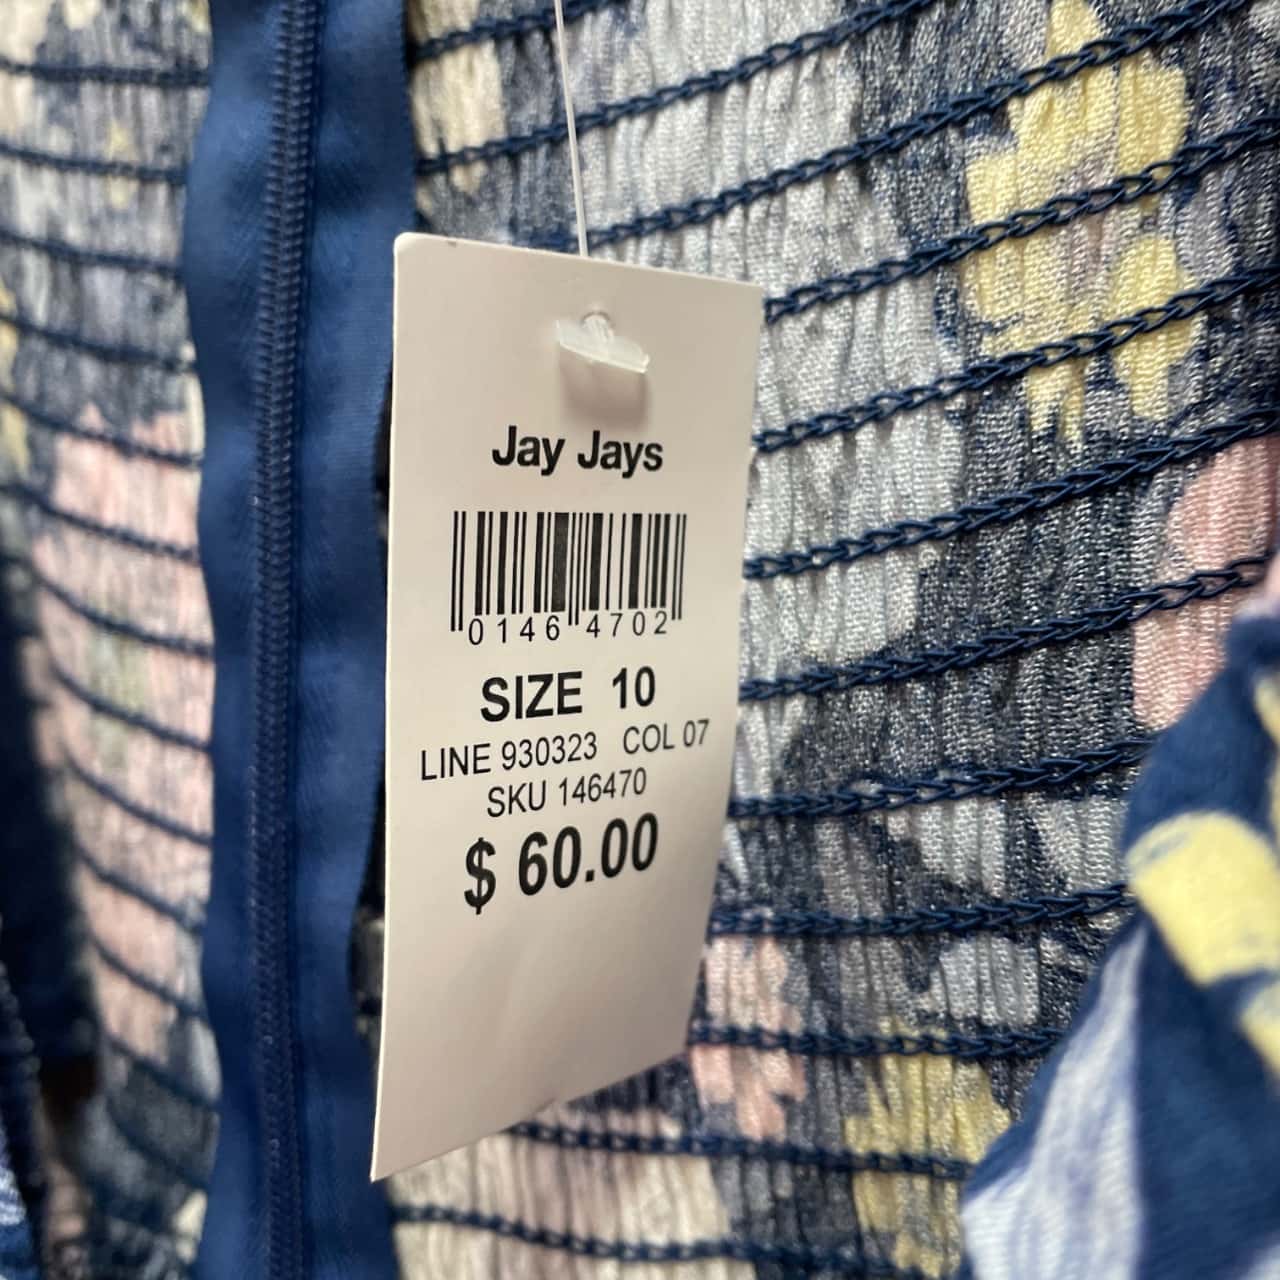 Jay Jays
0146 4702
SIZE 10
LINE 930323 COL 07
SKU 146470
$ 60.00